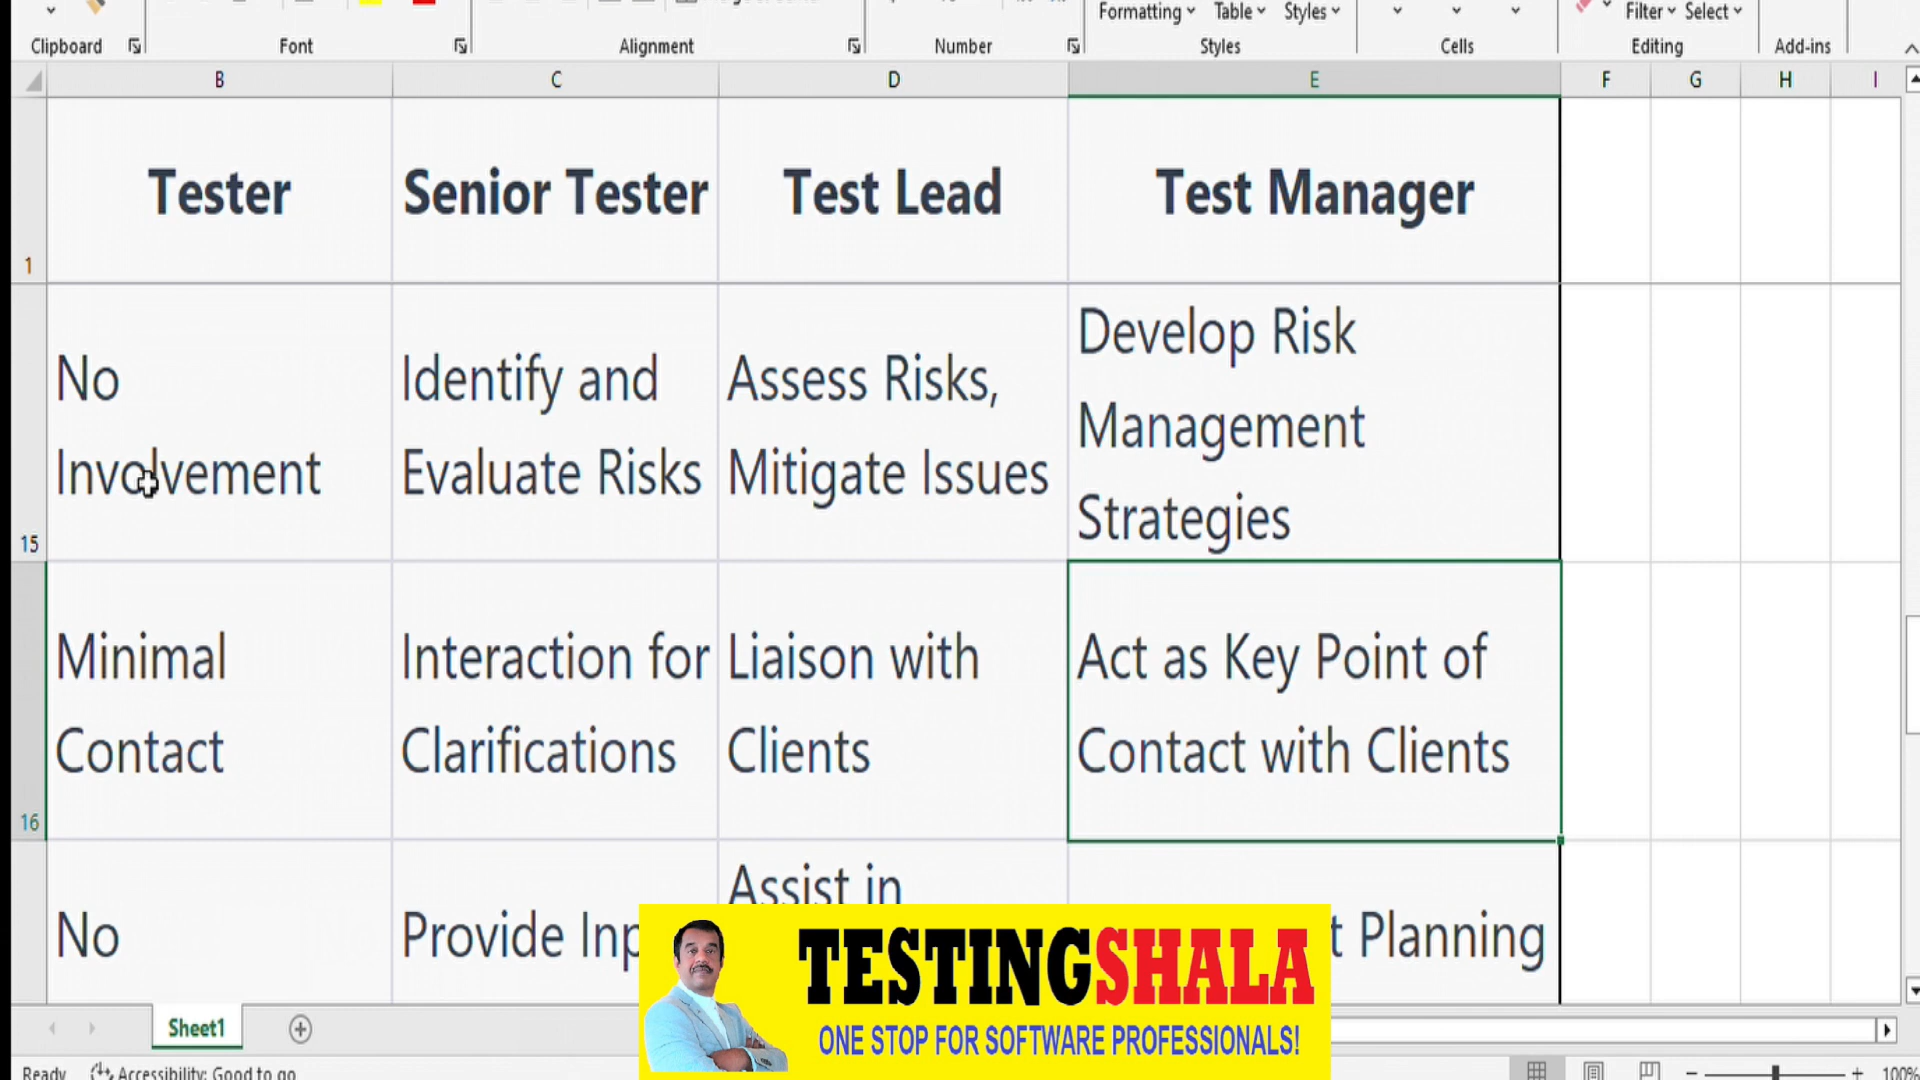 Formatting Table Styles Filter Select
Clipboard Font Alignment Number Styles Cells Editing Add-ins
B C D E F G H I
Tester Senior Tester Test Lead Test Manager
1
No Involvement
Identify and Evaluate Risks
Assess Risks, Mitigate Issues
Develop Risk Management Strategies
15
Minimal Contact
Interaction for Clarifications
Liaison with Clients
Act as Key Point of Contact with Clients
16
No
Provide
Assist in
Planning
TESTINGSHALA
ONE STOP FOR SOFTWARE PROFESSIONALS!
Sheet1
Ready Accessibility: Good to go 100%